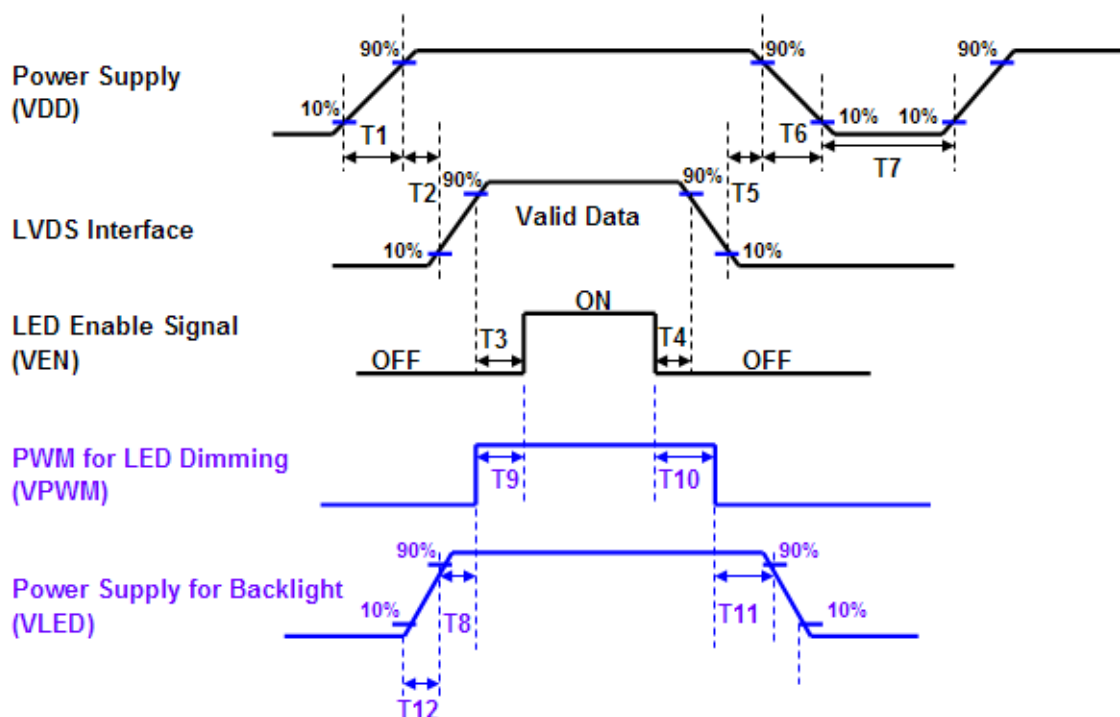 90%
90%
90%
Power Supply
(VDD)
10%
10%
10%
T1
T6
T7
T2
90%
90%
T5
Valid Data
LVDS Interface
10%
10%
ON
LED Enable Signal
(VEN)
T3
T4
OFF
OFF
PWM for LED Dimming
(VPWM)
T9
T10
90%
90%
Power Supply for Backlight
(VLED)
10%
T8
T11
10%
T12